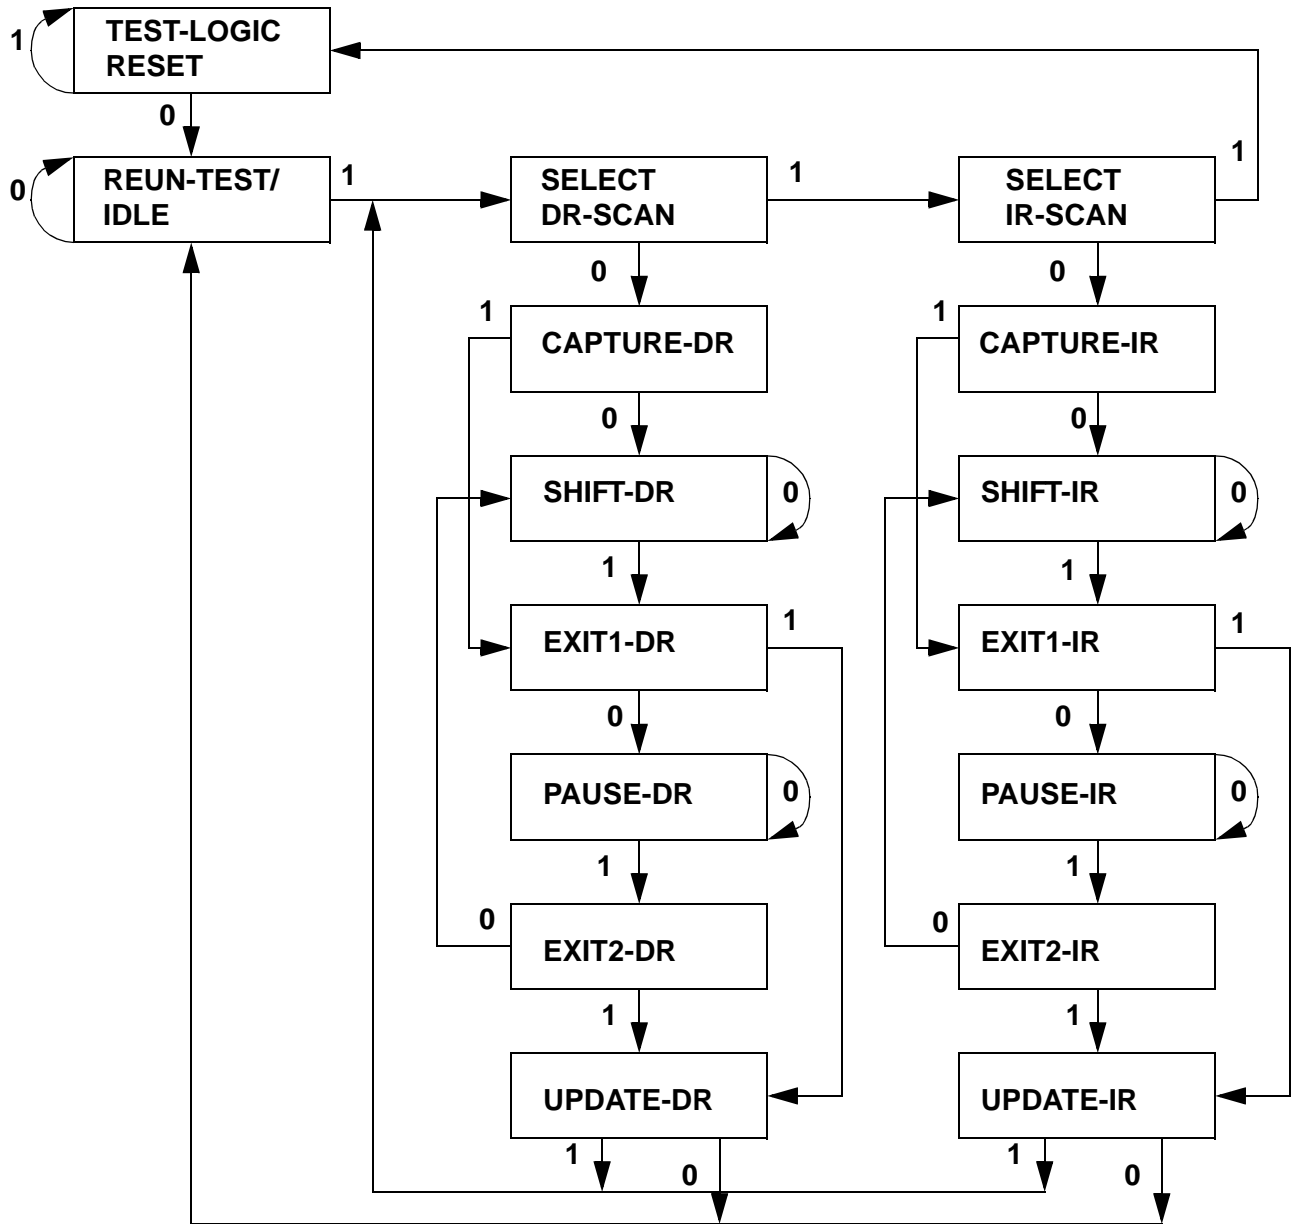 1
TEST-LOGIC
RESET
0
0
REUN-TEST/
IDLE
1
SELECT
DR-SCAN
1
SELECT
IR-SCAN
1
0
0
1
CAPTURE-DR
1
CAPTURE-IR
0
0
SHIFT-DR
0
SHIFT-IR
0
1
1
EXIT1-DR
1
EXIT1-IR
1
0
0
PAUSE-DR
0
PAUSE-IR
0
1
1
0
EXIT2-DR
0
EXIT2-IR
1
1
UPDATE-DR
UPDATE-IR
1
0
1
0